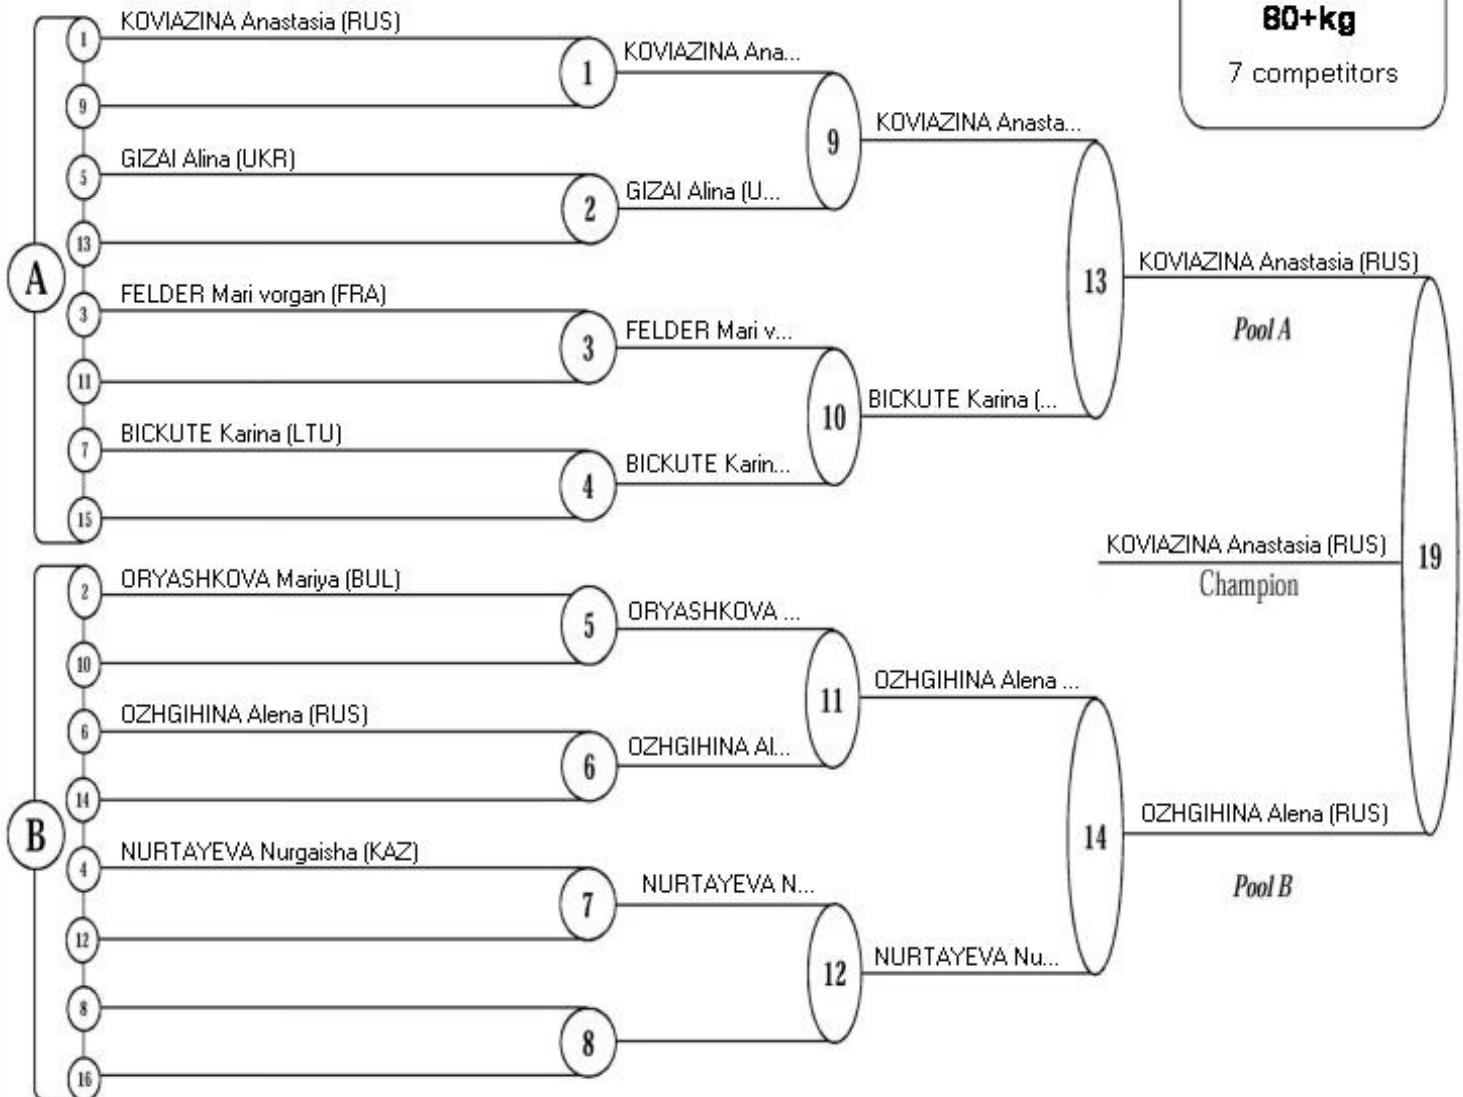 80+kg
7 competitors
KOVIAZINA Anastasia (RUS)
1
1
KOVIAZINA Ana...
9
9
KOVIAZINA Anasta...
GIZAI Alina (UKR)
5
2
GIZAI Alina (U...
13
A
FELDER Mari vorgan (FRA)
3
3
FELDER Mari v...
11
10
BICKUTE Karina (...
BICKUTE Karina (LTU)
7
4
BICKUTE Karin...
15
13
KOVIAZINA Anastasia (RUS)
Pool A
KOVIAZINA Anastasia (RUS)
Champion
19
ORYASHKOVA Mariya (BUL)
2
5
ORYASHKOVA ...
10
11
OZHGIHINA Alena ...
OZHGIHINA Alena (RUS)
6
6
OZHGIHINA Al...
14
B
NURTAYEVA Nurgaisha (KAZ)
4
7
NURTAYEVA N...
12
12
NURTAYEVA Nu...
8
8
16
14
OZHGIHINA Alena (RUS)
Pool B